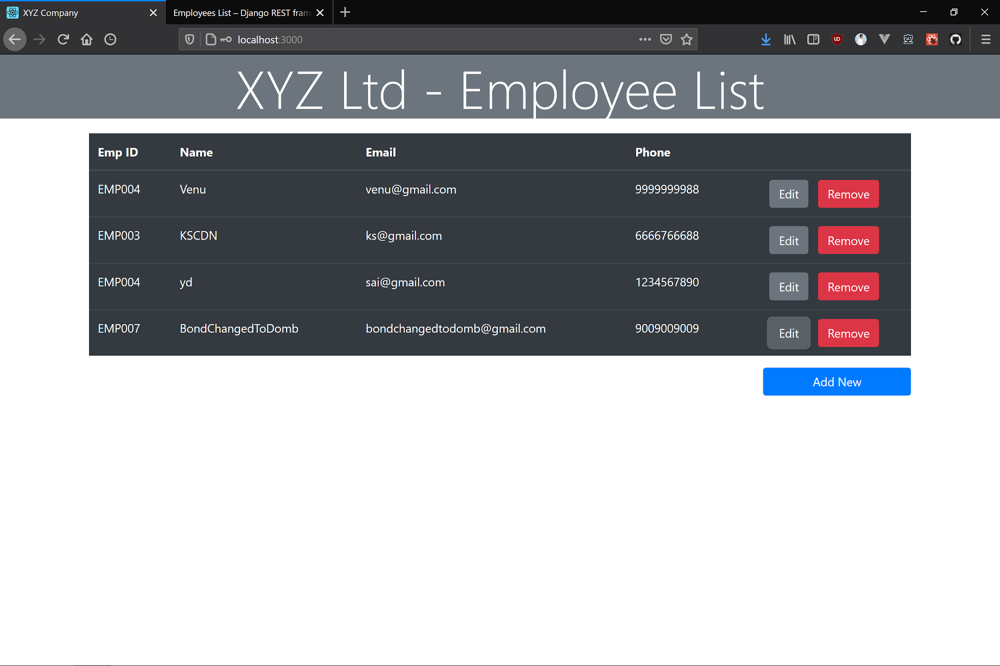 XYZ Company
Employees List – Django REST fram
localhost:3000
XYZ Ltd - Employee List
Emp ID Name Email Phone
EMP004 Venu venu@gmail.com 9999999988 Edit Remove
EMP003 KSCDN ks@gmail.com 6666766688 Edit Remove
EMP004 yd sai@gmail.com 1234567890 Edit Remove
EMP007 BondChangedToDomb bondchangedtodomb@gmail.com 9009009009 Edit Remove
Add New